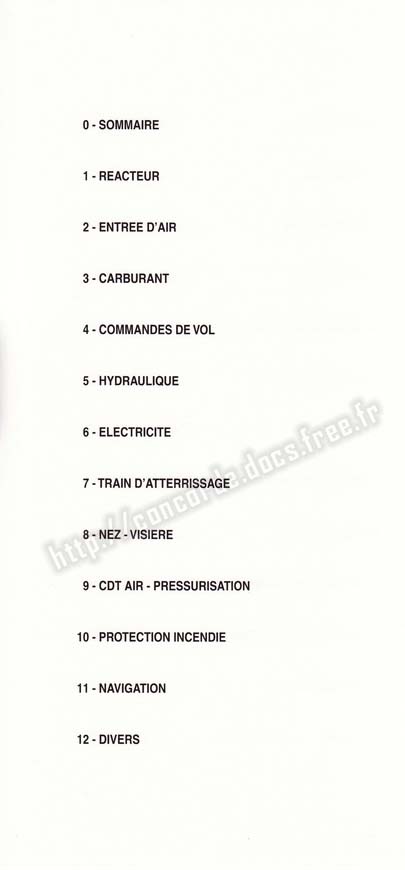 0 - SOMMAIRE
1 - REACTEUR
2 - ENTREE D'AIR
3 - CARBURANT
4 - COMMANDES DE VOL
5 - HYDRAULIQUE
6 - ELECTRICITE
7 - TRAIN D'ATTERRISSAGE
8 - NEZ - VISIERE
9 - CDT AIR - PRESSURISATION
10 - PROTECTION INCENDIE
11 - NAVIGATION
12 - DIVERS
http://concorde.docs.free.fr